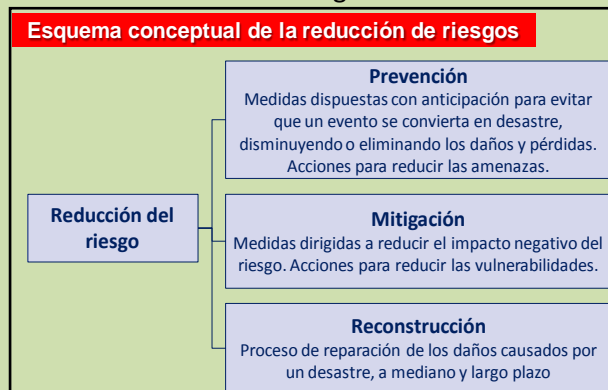 Esquema conceptual de la reducción de riesgos
Prevención
Medidas dispuestas con anticipación para evitar
que un evento se convierta en desastre,
disminuyendo o eliminando los daños y pérdidas.
Acciones para reducir las amenazas.
Reducción del
riesgo
Mitigación
Medidas dirigidas a reducir el impacto negativo del
riesgo. Acciones para reducir las vulnerabilidades.
Reconstrucción
Proceso de reparación de los daños causados por
un desastre, a mediano y largo plazo